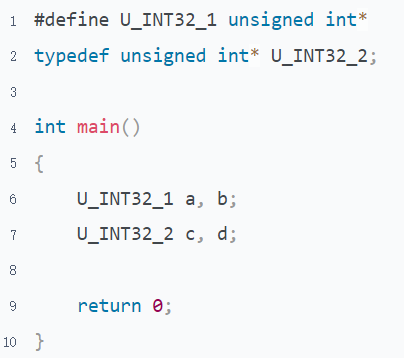 1 #define U_INT32_1 unsigned int*
2 typedef unsigned int* U_INT32_2;
3
4 int main()
5 {
6 U_INT32_1 a, b;
7 U_INT32_2 c, d;
8
9 return 0;
10 }